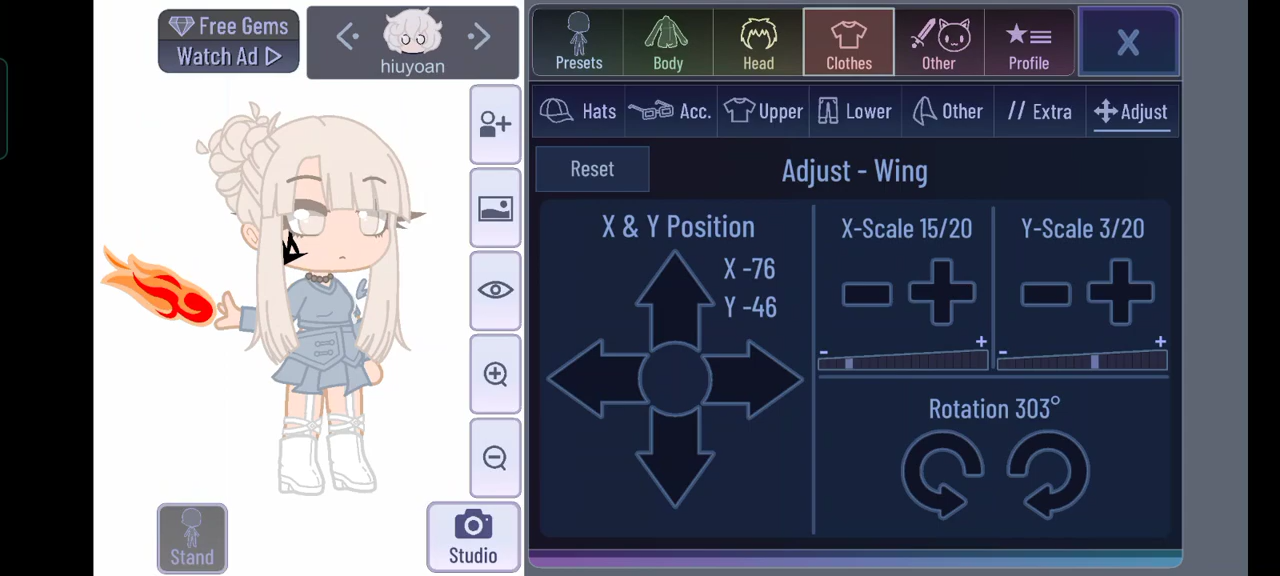 Free Gems
Watch Ad
hiuyoan
Stand
Studio
Presets
Body
Head
Clothes
Other
Profile
X
Hats
Acc.
Upper
Lower
Other
Extra
Adjust
Reset
Adjust - Wing
X & Y Position
X -76
Y -46
X-Scale 15/20
- +
Y-Scale 3/20
- +
Rotation 303°